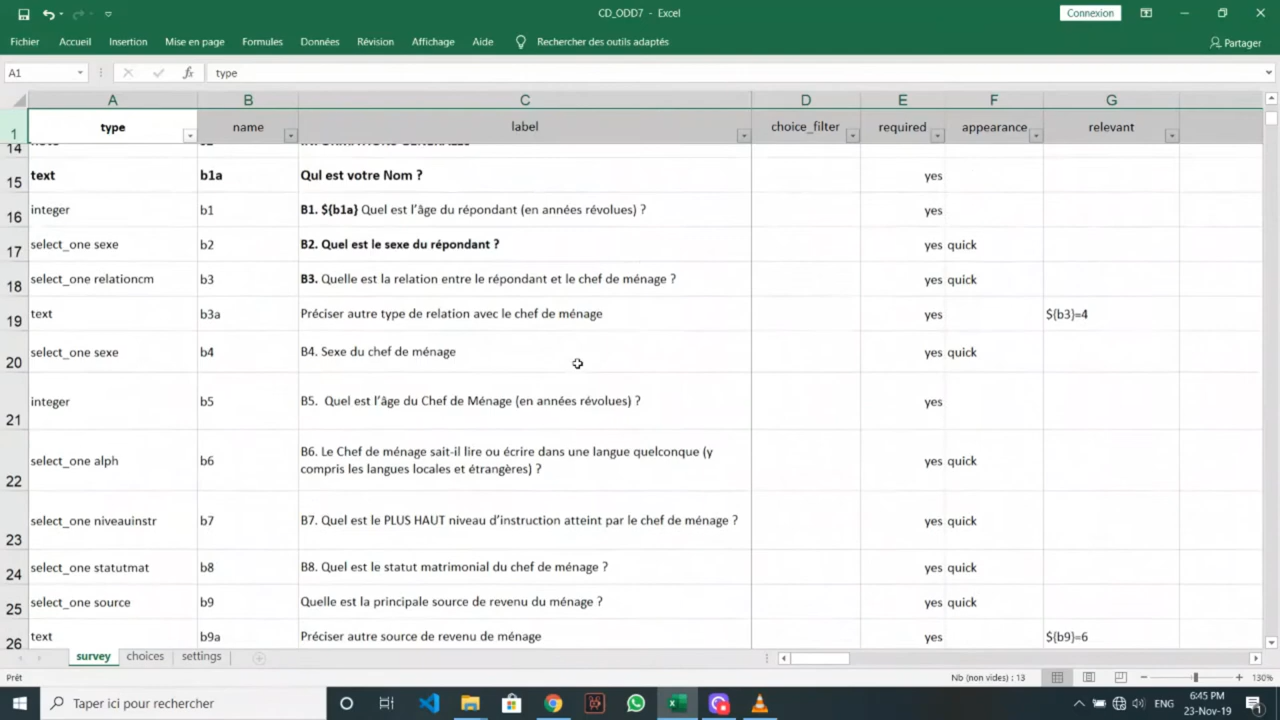 CD_ODD7 - Excel
Connexion
Fichier Accueil Insertion Mise en page Formules Données Révision Affichage Aide Rechercher des outils adaptés Partager
A1 fx type
A B C D E F G
1 type name label choice_filter required appearance relevant
14
15 text b1a QuI est votre Nom ? yes
16 integer b1 B1. ${b1a} Quel est l'âge du répondant (en années révolues) ? yes
17 select_one sexe b2 B2. Quel est le sexe du répondant ? yes quick
18 select_one relationcm b3 B3. Quelle est la relation entre le répondant et le chef de ménage ? yes quick
19 text b3a Préciser autre type de relation avec le chef de ménage yes ${b3}=4
20 select_one sexe b4 B4. Sexe du chef de ménage yes quick
21 integer b5 B5. Quel est l'âge du Chef de Ménage (en années révolues) ? yes
22 select_one alph b6 B6. Le Chef de ménage sait-il lire ou écrire dans une langue quelconque (y
compris les langues locales et étrangères) ? yes quick
23 select_one niveauinstr b7 B7. Quel est le PLUS HAUT niveau d'instruction atteint par le chef de ménage ? yes quick
24 select_one statutmat b8 B8. Quel est le statut matrimonial du chef de ménage ? yes quick
25 select_one source b9 Quelle est la principale source de revenu du ménage ? yes quick
26 text b9a Préciser autre source de revenu de ménage yes ${b9}=6
survey choices settings
Prêt Nb (non vides) : 13 130%
Taper ici pour rechercher ENG 6:45 PM
23-Nov-19